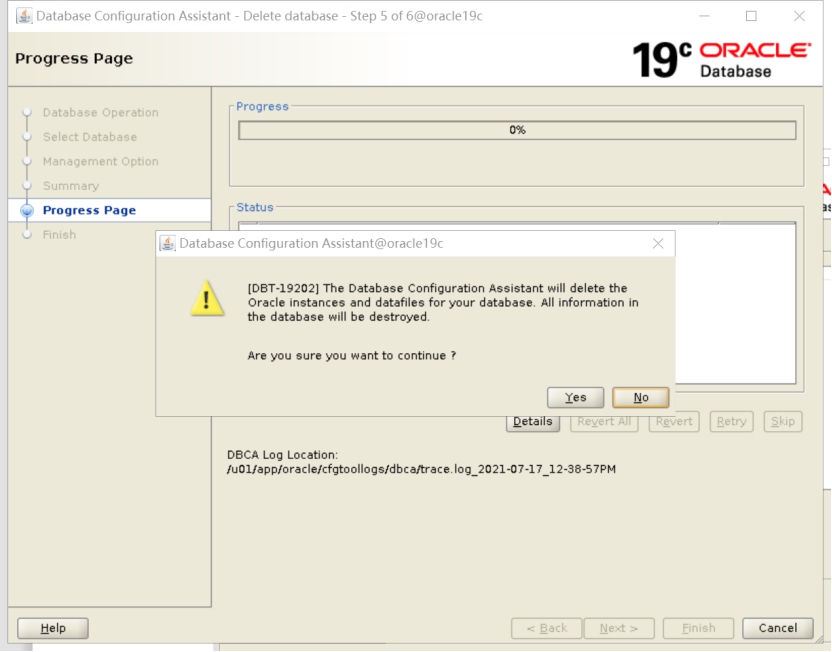 Database Configuration Assistant - Delete database - Step 5 of 6@oracle19c
Progress Page
19c ORACLE
Database
Database Operation
Select Database
Management Option
Summary
Progress Page
Finish
Progress
0%
Status
Database Configuration Assistant@oracle19c
[DBT-19202] The Database Configuration Assistant will delete the
Oracle instances and datafiles for your database. All information in
the database will be destroyed.
Are you sure you want to continue ?
Yes No
Details Revert All Revert Retry Skip
DBCA Log Location:
/u01/app/oracle/cfgtoollogs/dbca/trace.log_2021-07-17_12-38-57PM
Help < Back Next > Finish Cancel